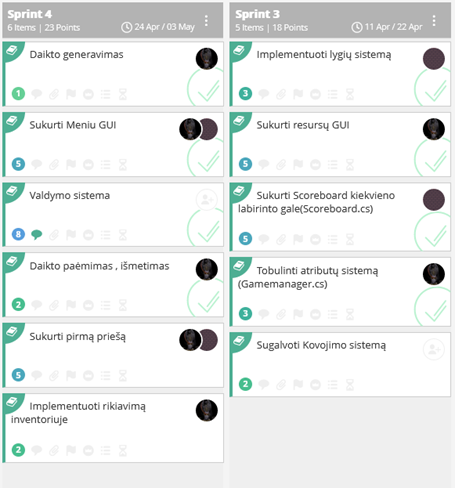 Sprint 4
6 Items | 23 Points
24 Apr / 03 May
Daikto generavimas
1
Sukurti Meniu GUI
5
Valdymo sistema
8
Daikto paėmimas , išmetimas
2
Sukurti pirmą priešą
5
Implementuoti rikiavimą
inventoriuje
2
Sprint 3
5 Items | 18 Points
11 Apr / 22 Apr
Implementuoti lygių sistemą
3
Sukurti resursų GUI
5
Sukurti Scoreboard kiekvieno
labirinto gale(Scoreboard.cs)
5
Tobulinti atributų sistemą
(Gamemanager.cs)
3
Sugalvoti Kovojimo sistemą
2